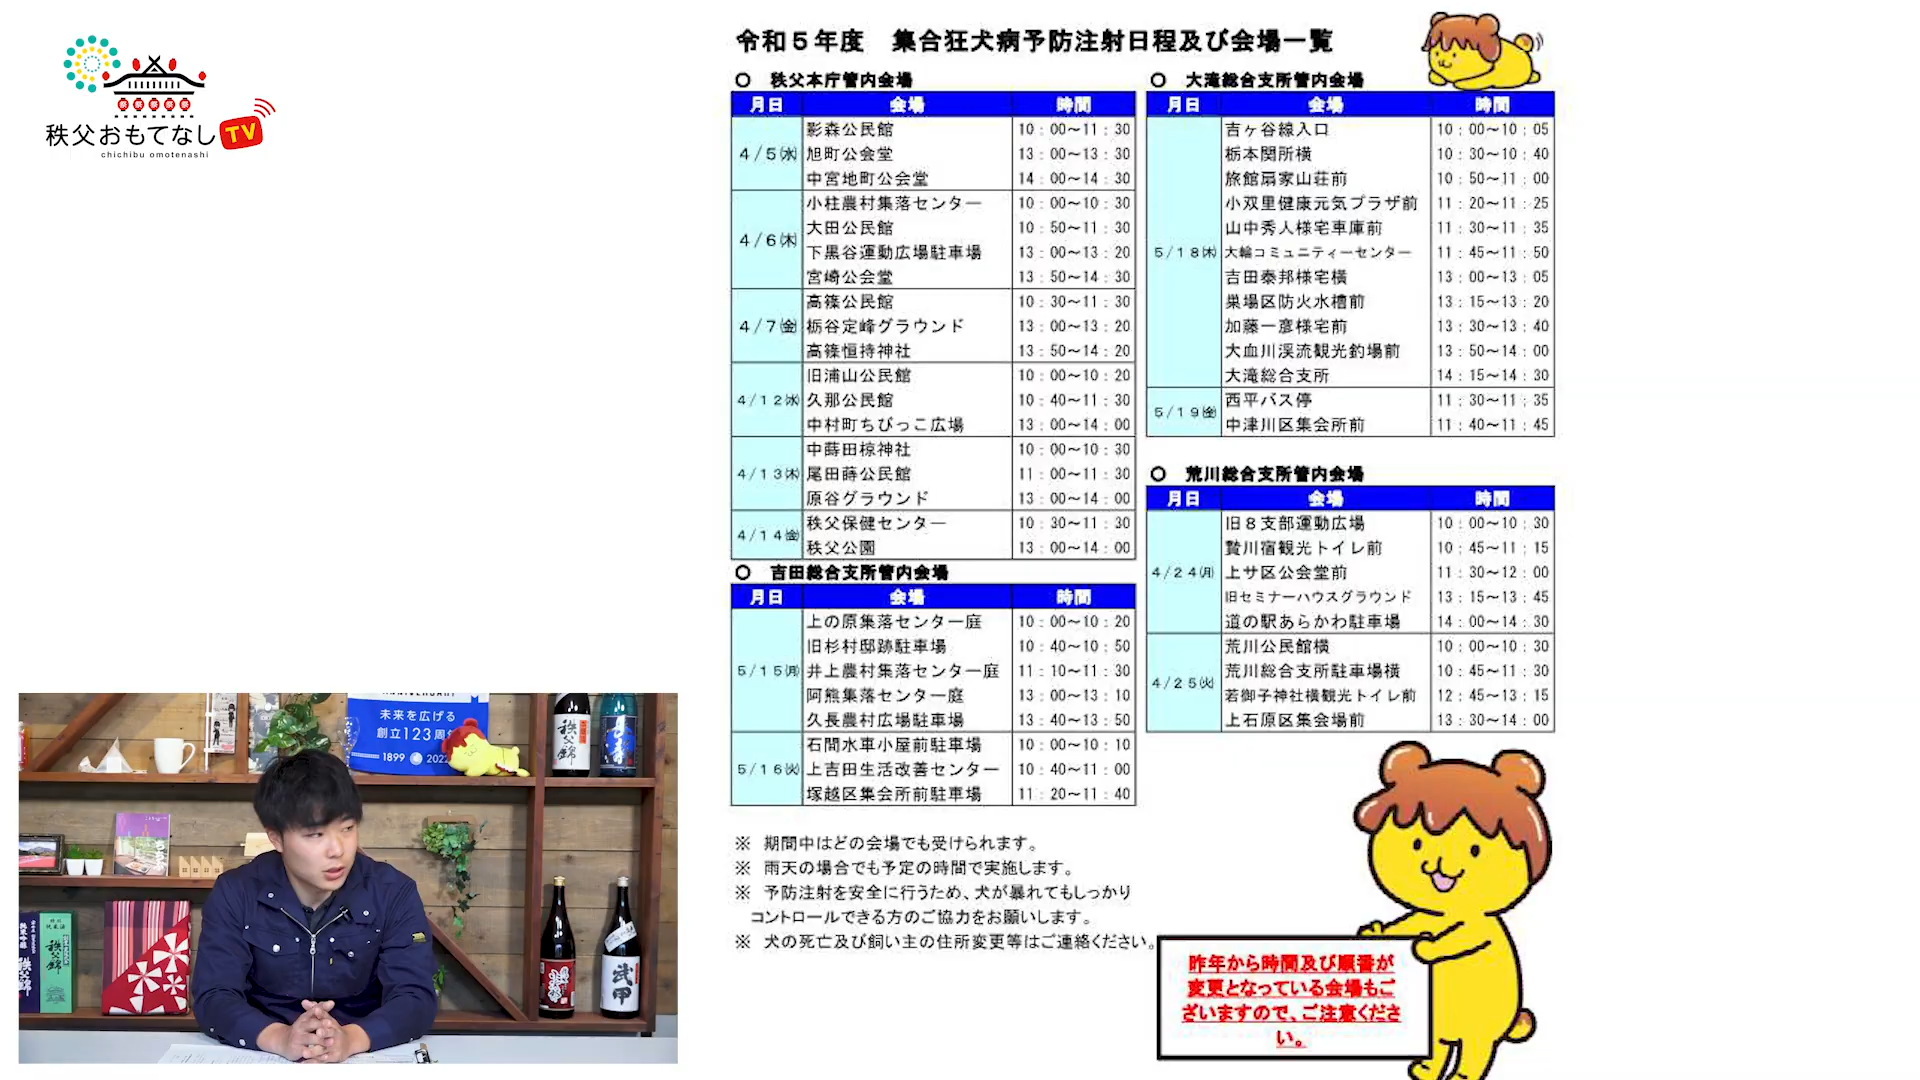 秩父おもてなしTV
chichibu omotenashi
令和５年度　集合狂犬病予防注射日程及び会場一覧
○　秩父本庁管内会場
月日 会場 時間
4／5㈬ 影森公民館 10：00～11：30
旭町公会堂 13：00～13：30
中宮地町公会堂 14：00～14：30
4／6㈭ 小柱農村集落センター 10：00～10：30
大田公民館 10：50～11：30
下黒谷運動広場駐車場 13：00～13：20
宮崎公会堂 13：50～14：30
4／7㈮ 高篠公民館 10：30～11：30
栃谷定峰グラウンド 13：00～13：20
高篠恒持神社 13：50～14：20
4／12㈬ 旧浦山公民館 10：00～10：20
久那公民館 10：40～11：30
中村町ちびっこ広場 13：00～14：00
4／13㈭ 中蒔田椋神社 10：00～10：30
尾田蒔公民館 11：00～11：30
原谷グラウンド 13：00～14：00
4／14㈮ 秩父保健センター 10：30～11：30
秩父公園 13：00～14：00
○　吉田総合支所管内会場
月日 会場 時間
5／15㈪ 上の原集落センター庭 10：00～10：20
旧杉村邸跡駐車場 10：40～10：50
井上農村集落センター庭 11：10～11：30
阿熊集落センター庭 13：00～13：10
久長農村広場駐車場 13：40～13：50
5／16㈫ 石間水車小屋前駐車場 10：00～10：10
上吉田生活改善センター 10：40～11：00
塚越区集会所前駐車場 11：20～11：40
※　期間中はどの会場でも受けられます。
※　雨天の場合でも予定の時間で実施します。
※　予防注射を安全に行うため、犬が暴れてもしっかり
コントロールできる方のご協力をお願いします。
※　犬の死亡及び飼い主の住所変更等はご連絡ください。
○　大滝総合支所管内会場
月日 会場 時間
5／18㈭ 吉ヶ谷線入口 10：00～10：05
栃本関所横 10：30～10：40
旅館扇家山荘前 10：50～11：00
小双里健康元気プラザ前 11：20～11：25
山中秀人様宅車庫前 11：30～11：35
大輪コミュニティーセンター 11：45～11：50
吉田泰邦様宅横 13：00～13：05
巣場区防火水槽前 13：15～13：20
加藤一彦様宅前 13：30～13：40
大血川渓流観光釣場前 13：50～14：00
大滝総合支所 14：15～14：30
5／19㈮ 西平バス停 11：30～11：35
中津川区集会所前 11：40～11：45
○　荒川総合支所管内会場
月日 会場 時間
4／24㈪ 旧８支部運動広場 10：00～10：30
贄川宿観光トイレ前 10：45～11：15
上サ区公会堂前 11：30～12：00
旧セミナーハウスグラウンド 13：15～13：45
道の駅あらかわ駐車場 14：00～14：30
4／25㈫ 荒川公民館横 10：00～10：30
荒川総合支所駐車場横 10：45～11：30
若御子神社横観光トイレ前 12：45～13：15
上石原区集会場前 13：30～14：00
昨年から時間及び順番が
変更となっている会場もご
ざいますので、ご注意くださ
い。
未来を広げる
創立123周
1899 2022
秩父錦
武甲
秩父錦